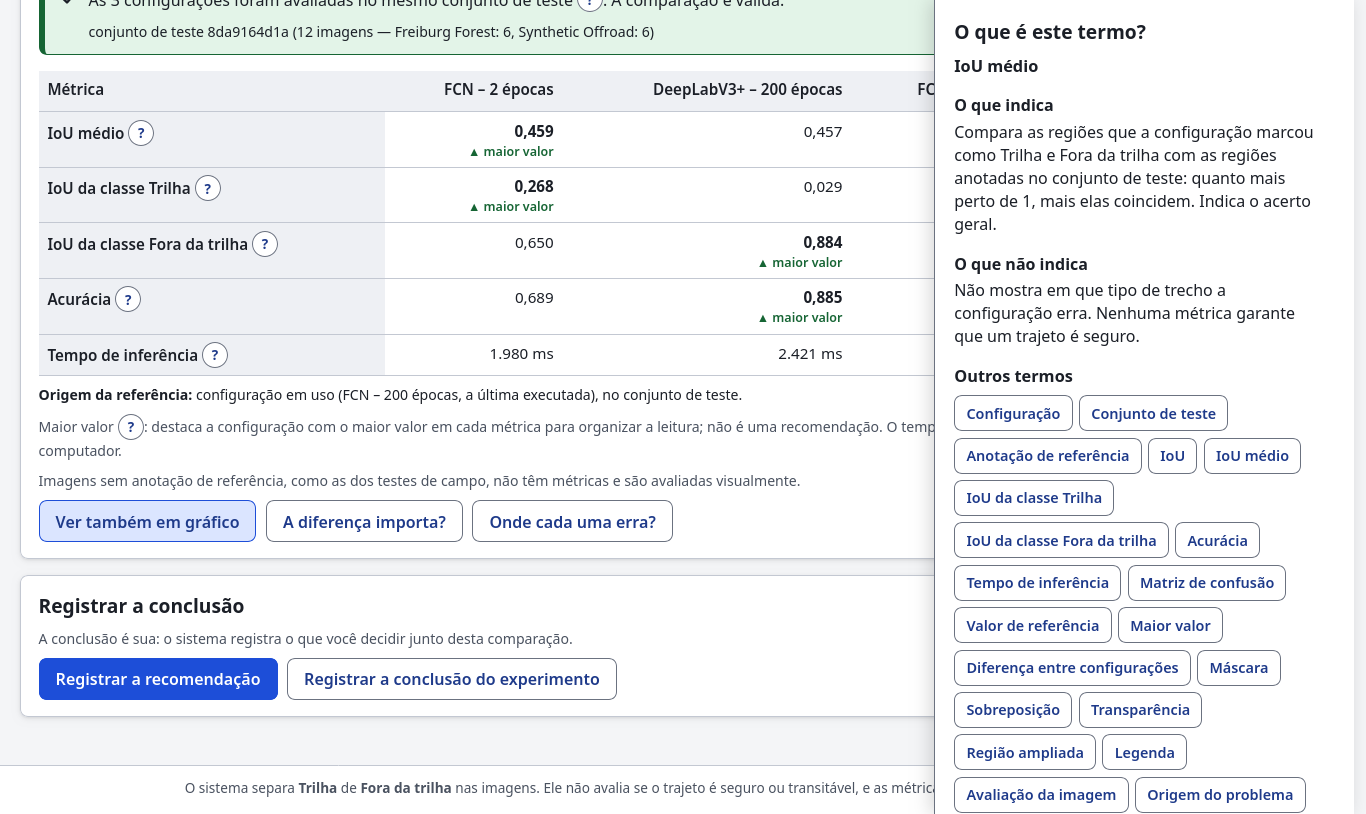 As 3 configurações foram avaliadas no mesmo conjunto de teste ?. A comparação é válida.
conjunto de teste 8da9164d1a (12 imagens — Freiburg Forest: 6, Synthetic Offroad: 6)
Métrica FCN – 2 épocas DeepLabV3+ – 200 épocas FC
IoU médio ? 0,459 0,457
▲ maior valor
IoU da classe Trilha ? 0,268 0,029
▲ maior valor
IoU da classe Fora da trilha ? 0,650 0,884
▲ maior valor
Acurácia ? 0,689 0,885
▲ maior valor
Tempo de inferência ? 1.980 ms 2.421 ms
Origem da referência: configuração em uso (FCN – 200 épocas, a última executada), no conjunto de teste.
Maior valor ?: destaca a configuração com o maior valor em cada métrica para organizar a leitura; não é uma recomendação. O temp
computador.
Imagens sem anotação de referência, como as dos testes de campo, não têm métricas e são avaliadas visualmente.
Ver também em gráfico A diferença importa? Onde cada uma erra?
Registrar a conclusão
A conclusão é sua: o sistema registra o que você decidir junto desta comparação.
Registrar a recomendação Registrar a conclusão do experimento
O sistema separa Trilha de Fora da trilha nas imagens. Ele não avalia se o trajeto é seguro ou transitável, e as métrica
O que é este termo?
IoU médio
O que indica
Compara as regiões que a configuração marcou
como Trilha e Fora da trilha com as regiões
anotadas no conjunto de teste: quanto mais
perto de 1, mais elas coincidem. Indica o acerto
geral.
O que não indica
Não mostra em que tipo de trecho a
configuração erra. Nenhuma métrica garante
que um trajeto é seguro.
Outros termos
Configuração Conjunto de teste
Anotação de referência IoU IoU médio
IoU da classe Trilha
IoU da classe Fora da trilha Acurácia
Tempo de inferência Matriz de confusão
Valor de referência Maior valor
Diferença entre configurações Máscara
Sobreposição Transparência
Região ampliada Legenda
Avaliação da imagem Origem do problema